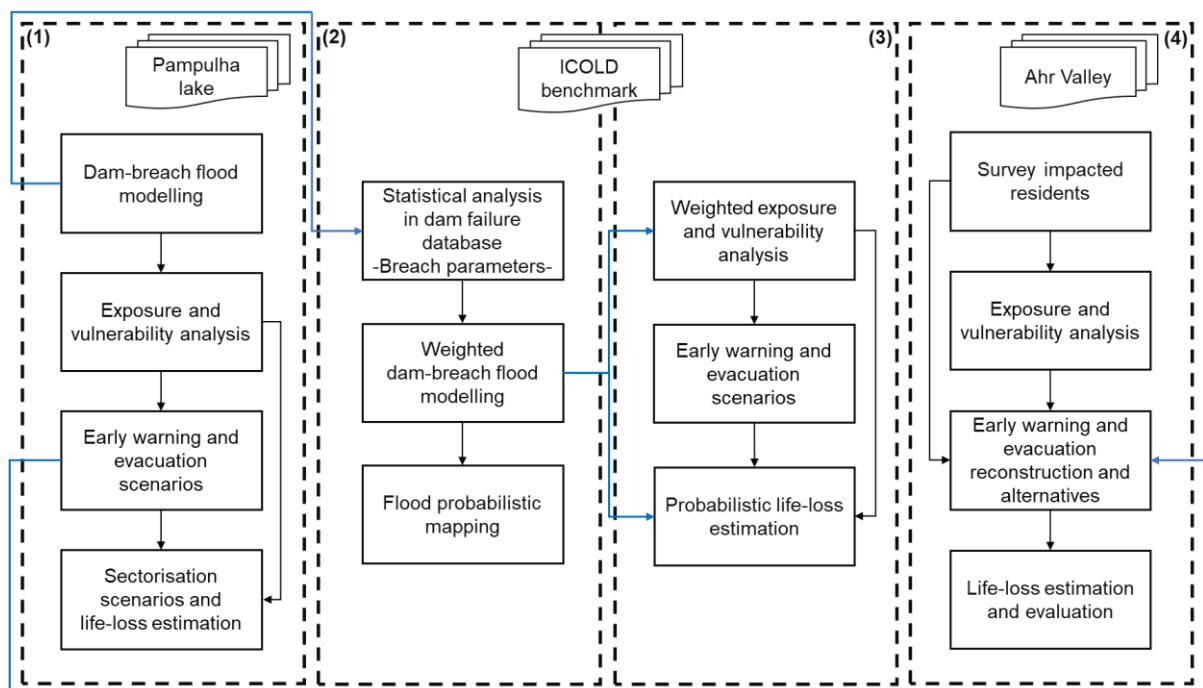 (1)
Pampulha
lake
Dam-breach flood
modelling
Exposure and
vulnerability analysis
Early warning and
evacuation
scenarios
Sectorisation
scenarios and
life-loss estimation
(2)
ICOLD
benchmark
Statistical analysis
in dam failure
database
-Breach parameters-
Weighted
dam-breach flood
modelling
Flood probabilistic
mapping
(3)
Weighted exposure
and vulnerability
analysis
Early warning and
evacuation
scenarios
Probabilistic life-loss
estimation
(4)
Ahr Valley
Survey impacted
residents
Exposure and
vulnerability analysis
Early warning and
evacuation
reconstruction and
alternatives
Life-loss estimation
and evaluation